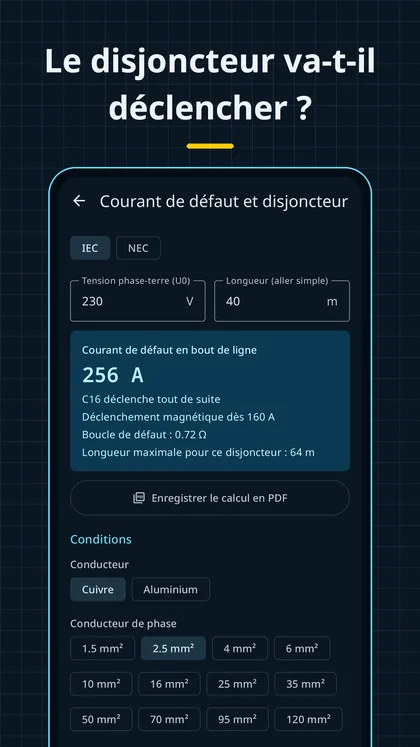 Le disjoncteur va-t-il
déclencher ?
Courant de défaut et disjoncteur
IEC NEC
Tension phase-terre (U0) Longueur (aller simple)
230 V 40 m
Courant de défaut en bout de ligne
256 A
C16 déclenche tout de suite
Déclenchement magnétique dès 160 A
Boucle de défaut : 0.72 Ω
Longueur maximale pour ce disjoncteur : 64 m
Enregistrer le calcul en PDF
Conditions
Conducteur
Cuivre Aluminium
Conducteur de phase
1.5 mm² 2.5 mm² 4 mm² 6 mm²
10 mm² 16 mm² 25 mm² 35 mm²
50 mm² 70 mm² 95 mm² 120 mm²